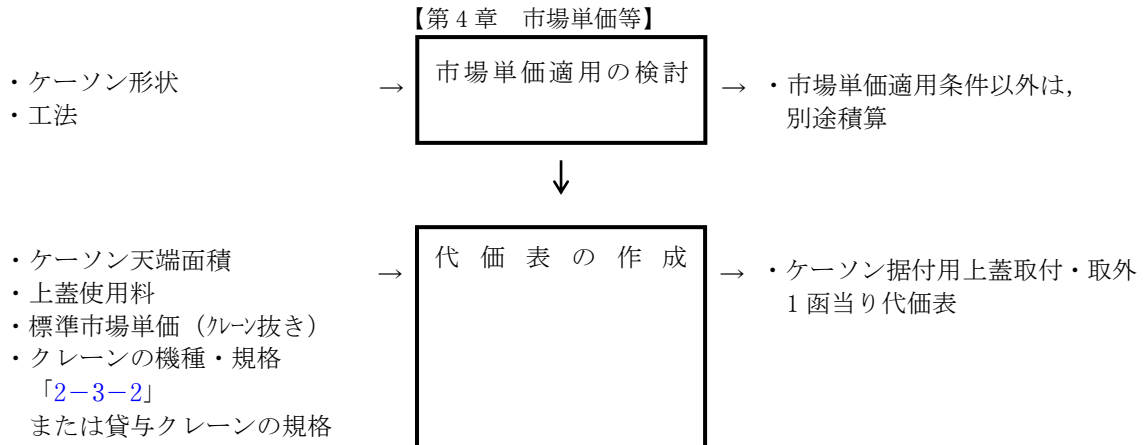 【第4章　市場単価等】
・ケーソン形状
・工法
→
市場単価適用の検討
→
・市場単価適用条件以外は，
別途積算
↓
・ケーソン天端面積
・上蓋使用料
・標準市場単価（ｸﾚｰﾝ抜き）
・クレーンの機種・規格
「2－3－2」
または貸与クレーンの規格
→
代価表の作成
→
・ケーソン据付用上蓋取付・取外
1函当り代価表